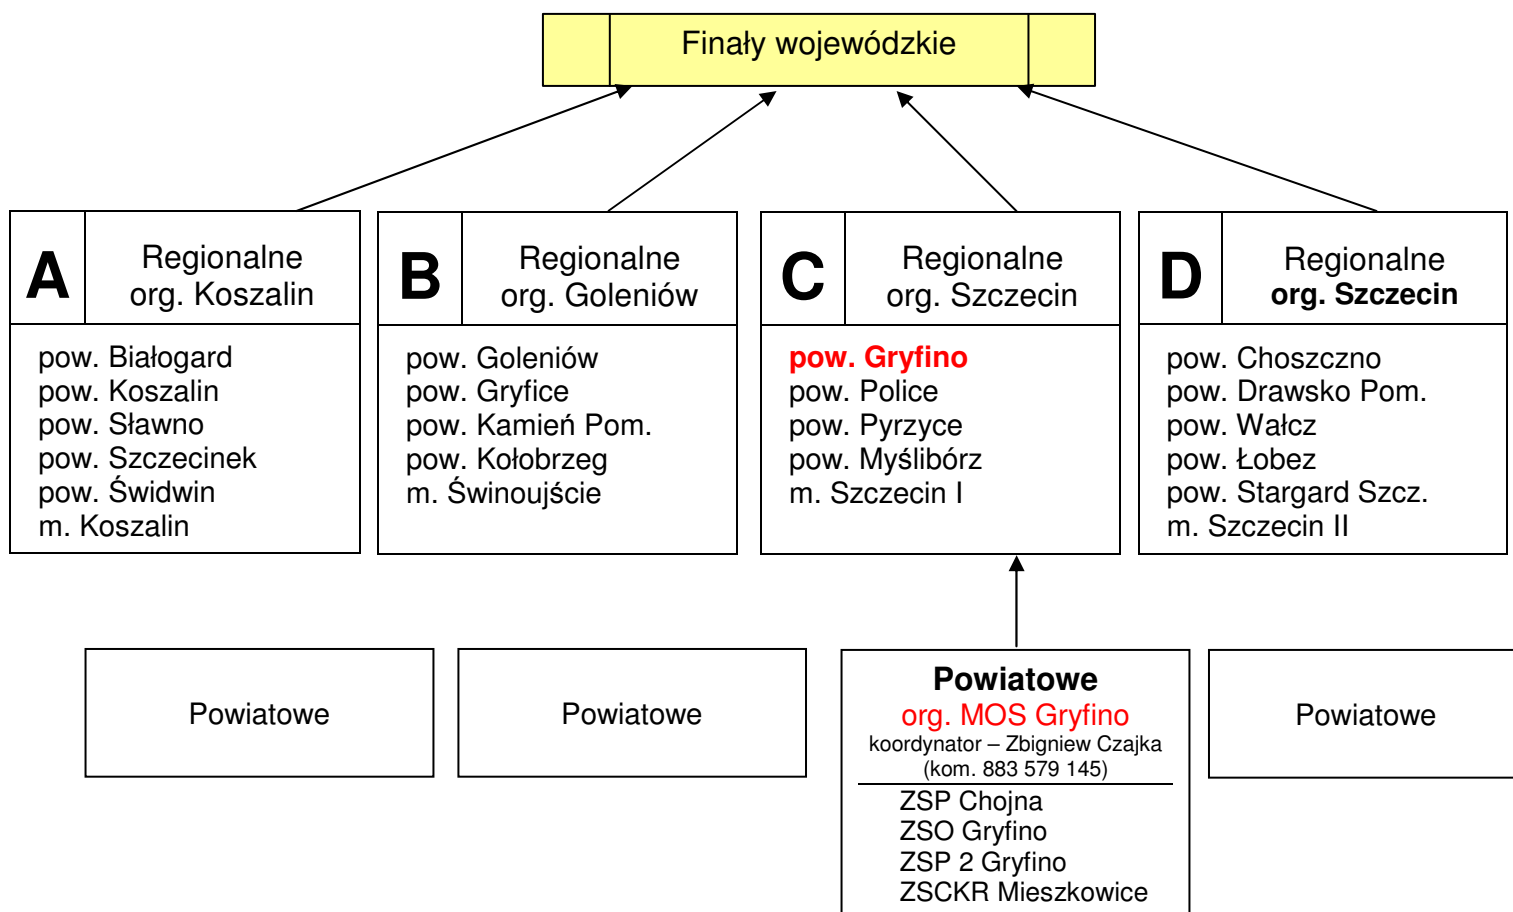 Finały wojewódzkie
A
Regionalne
org. Koszalin
pow. Białogard
pow. Koszalin
pow. Sławno
pow. Szczecinek
pow. Świdwin
m. Koszalin
B
Regionalne
org. Goleniów
pow. Goleniów
pow. Gryfice
pow. Kamień Pom.
pow. Kołobrzeg
m. Świnoujście
C
Regionalne
org. Szczecin
pow. Gryfino
pow. Police
pow. Pyrzyce
pow. Myślibórz
m. Szczecin I
D
Regionalne
org. Szczecin
pow. Choszczno
pow. Drawsko Pom.
pow. Wałcz
pow. Łobez
pow. Stargard Szcz.
m. Szczecin II
Powiatowe
Powiatowe
Powiatowe
org. MOS Gryfino
koordynator – Zbigniew Czajka
(kom. 883 579 145)
ZSP Chojna
ZSO Gryfino
ZSP 2 Gryfino
ZSCKR Mieszkowice
Powiatowe